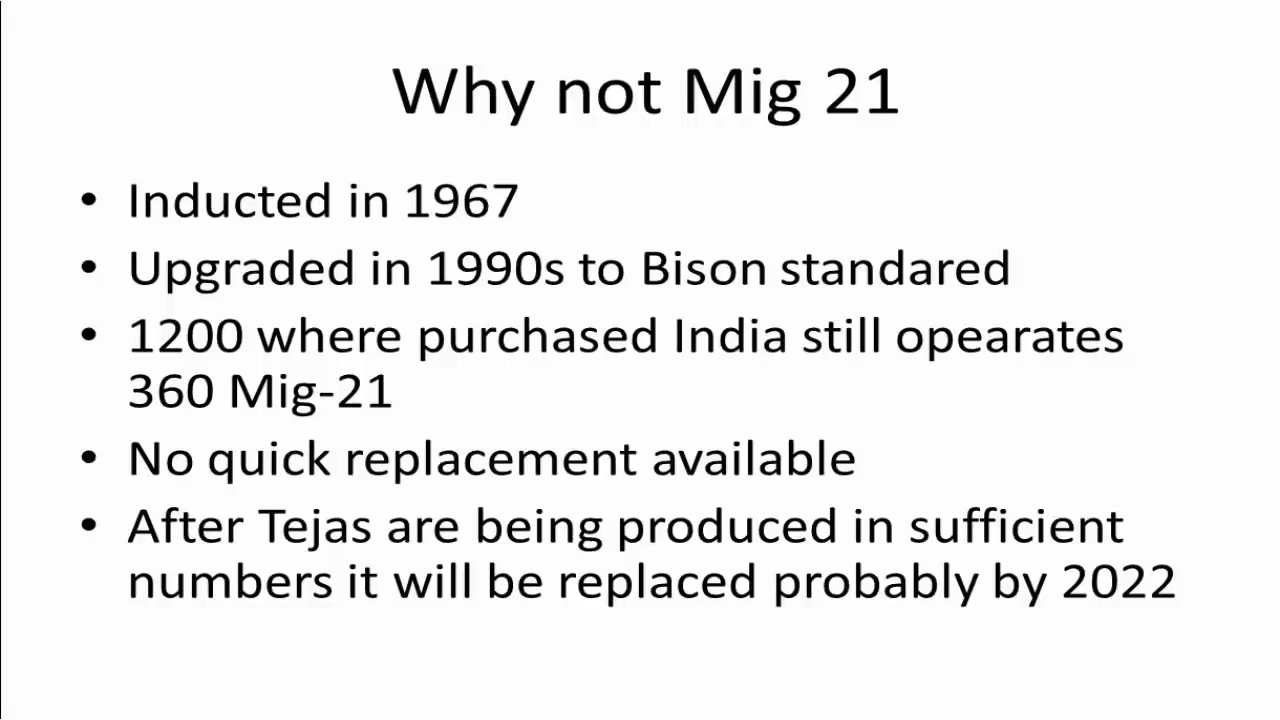 Why not Mig 21
• Inducted in 1967
• Upgraded in 1990s to Bison standared
• 1200 where purchased India still opearates
360 Mig-21
• No quick replacement available
• After Tejas are being produced in sufficient
numbers it will be replaced probably by 2022